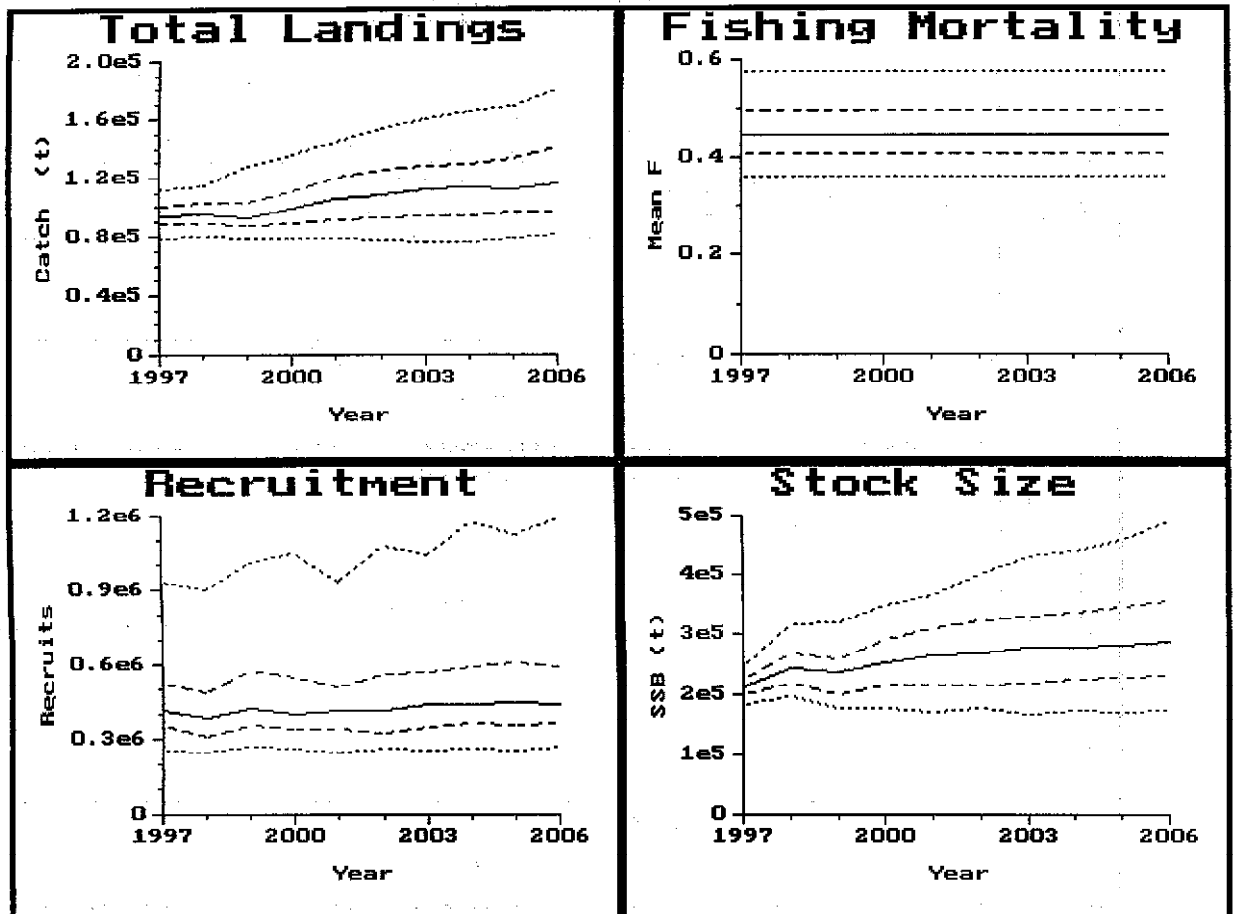 Total Landings
2.0e5
1.6e5
1.2e5
0.8e5
0.4e5
0
Catch (t)
1997 2000 2003 2006
Year
Fishing Mortality
0.6
0.4
0.2
0
Mean F
1997 2000 2003 2006
Year
Recruitment
1.2e6
0.9e6
0.6e6
0.3e6
0
Recruits
1997 2000 2003 2006
Year
Stock Size
5e5
4e5
3e5
2e5
1e5
0
SSB (t)
1997 2000 2003 2006
Year